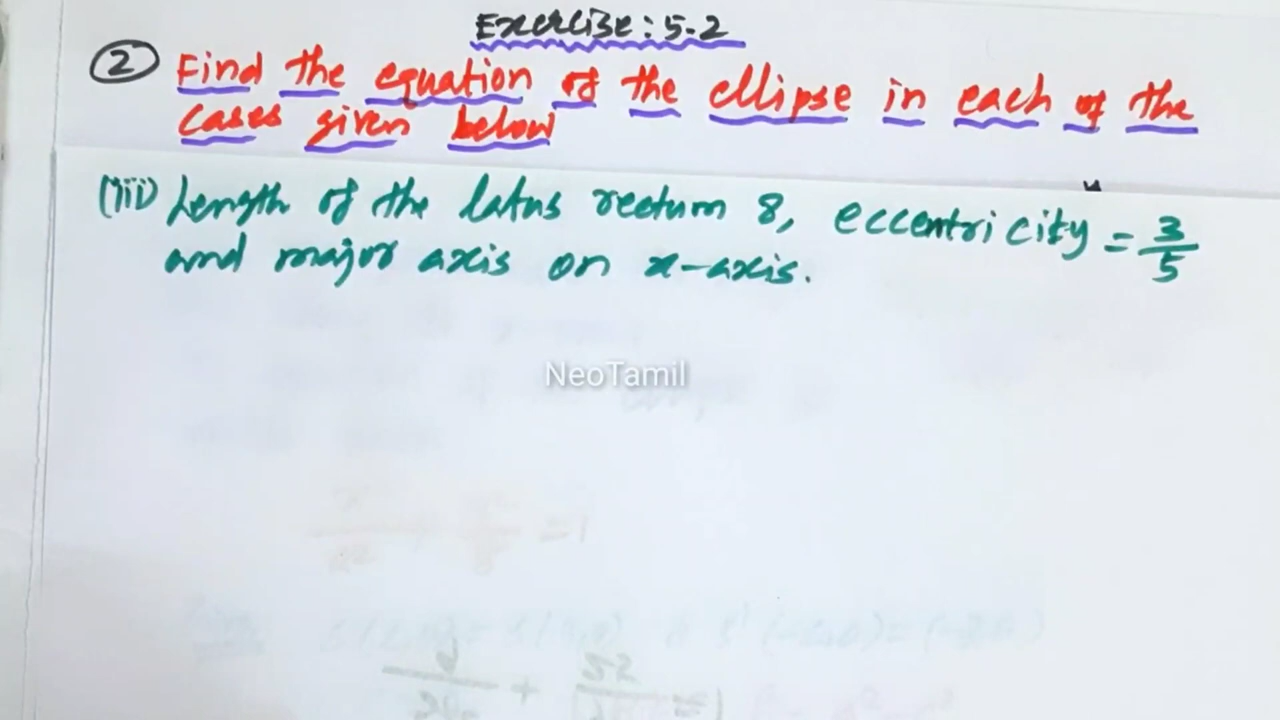 Exercise: 5.2
② Find the equation of the ellipse in each of the
cases given below
(iii) Length of the latus rectum 8, eccentricity = 3/5
and major axis on x-axis.
NeoTamil